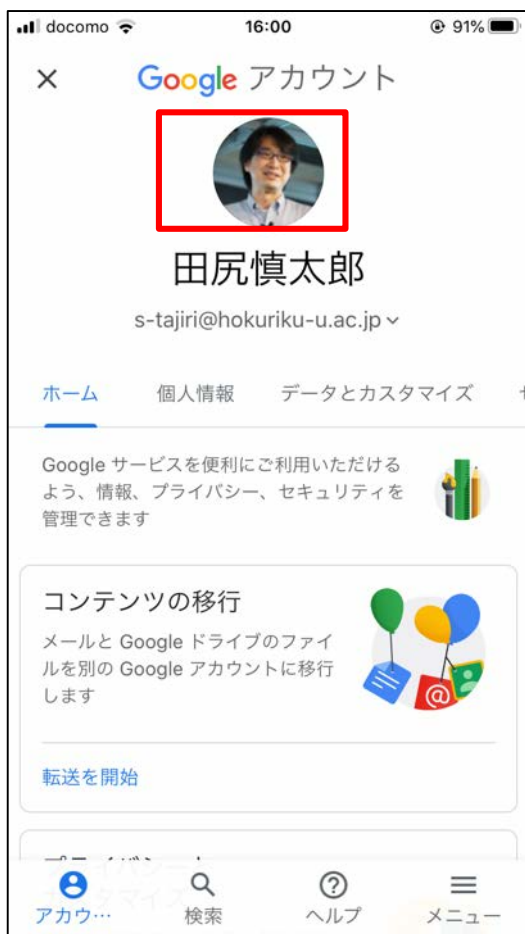 docomo 16:00 91%
Google アカウント
田尻慎太郎
s-tajiri@hokuriku-u.ac.jp
ホーム 個人情報 データとカスタマイズ
Google サービスを便利にご利用いただける
よう、情報、プライバシー、セキュリティを
管理できます
コンテンツの移行
メールと Google ドライブのファイ
ルを別の Google アカウントに移行
します
転送を開始
アカウ… 検索 ヘルプ メニュー